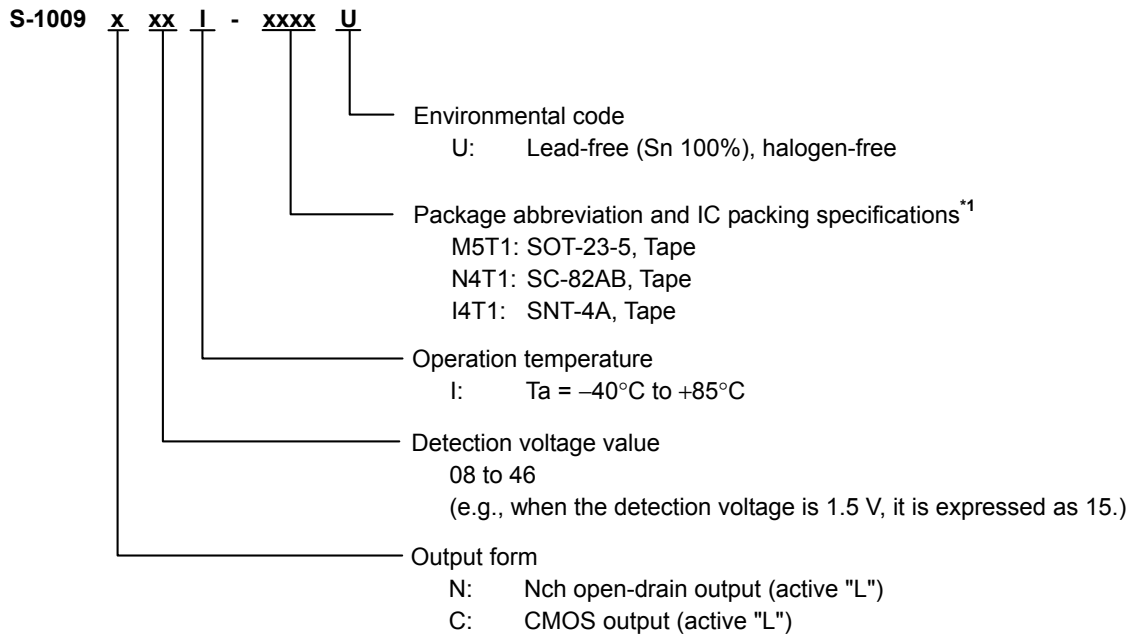 S-1009 x xx I - xxxx U
Environmental code
U: Lead-free (Sn 100%), halogen-free
Package abbreviation and IC packing specifications*1
M5T1: SOT-23-5, Tape
N4T1: SC-82AB, Tape
I4T1: SNT-4A, Tape
Operation temperature
I: Ta = −40°C to +85°C
Detection voltage value
08 to 46
(e.g., when the detection voltage is 1.5 V, it is expressed as 15.)
Output form
N: Nch open-drain output (active "L")
C: CMOS output (active "L")